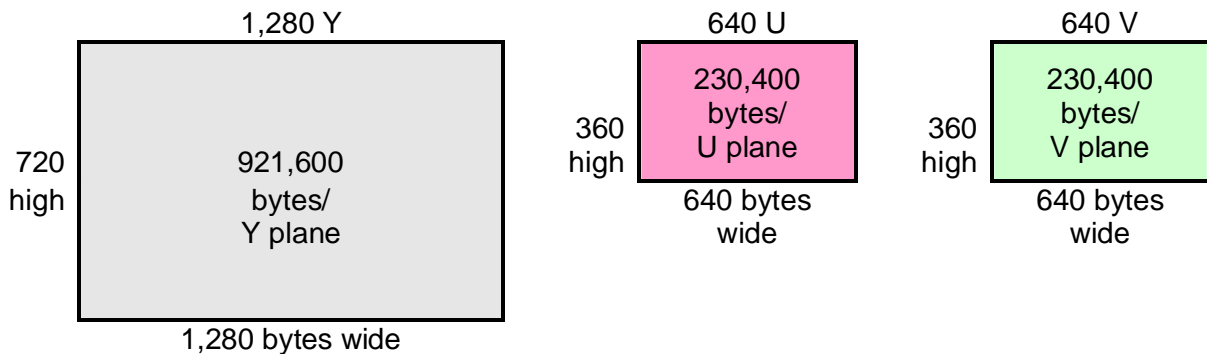 1,280 Y
720
high
921,600
bytes/
Y plane
1,280 bytes wide
640 U
360
high
230,400
bytes/
U plane
640 bytes
wide
640 V
360
high
230,400
bytes/
V plane
640 bytes
wide